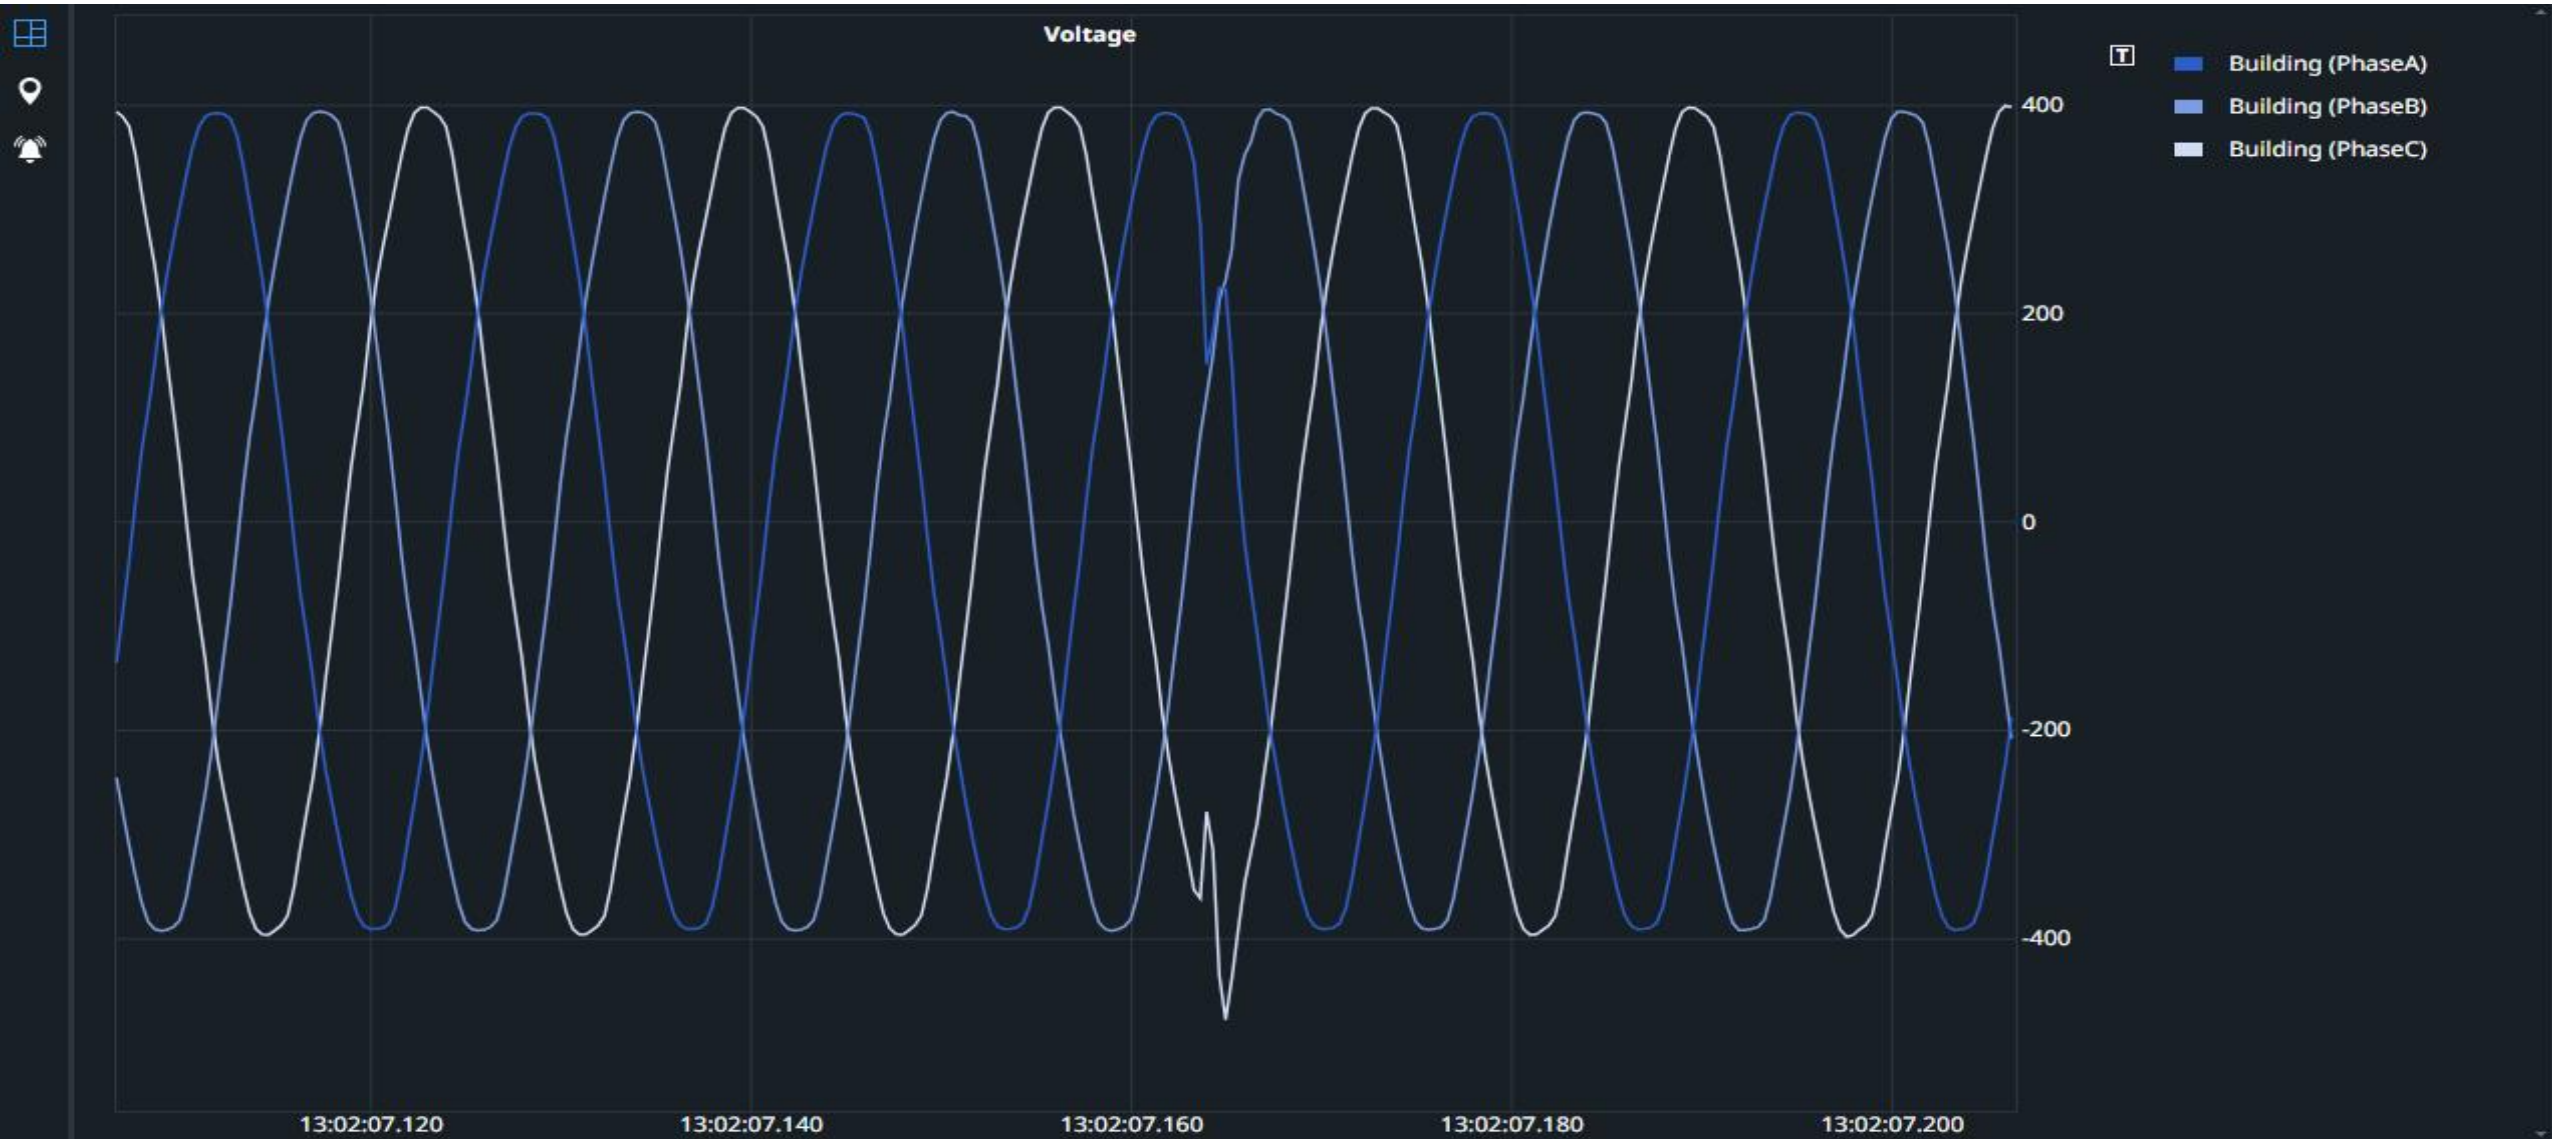 Voltage
T
Building (PhaseA)
Building (PhaseB)
Building (PhaseC)
400
200
0
-200
-400
13:02:07.120
13:02:07.140
13:02:07.160
13:02:07.180
13:02:07.200